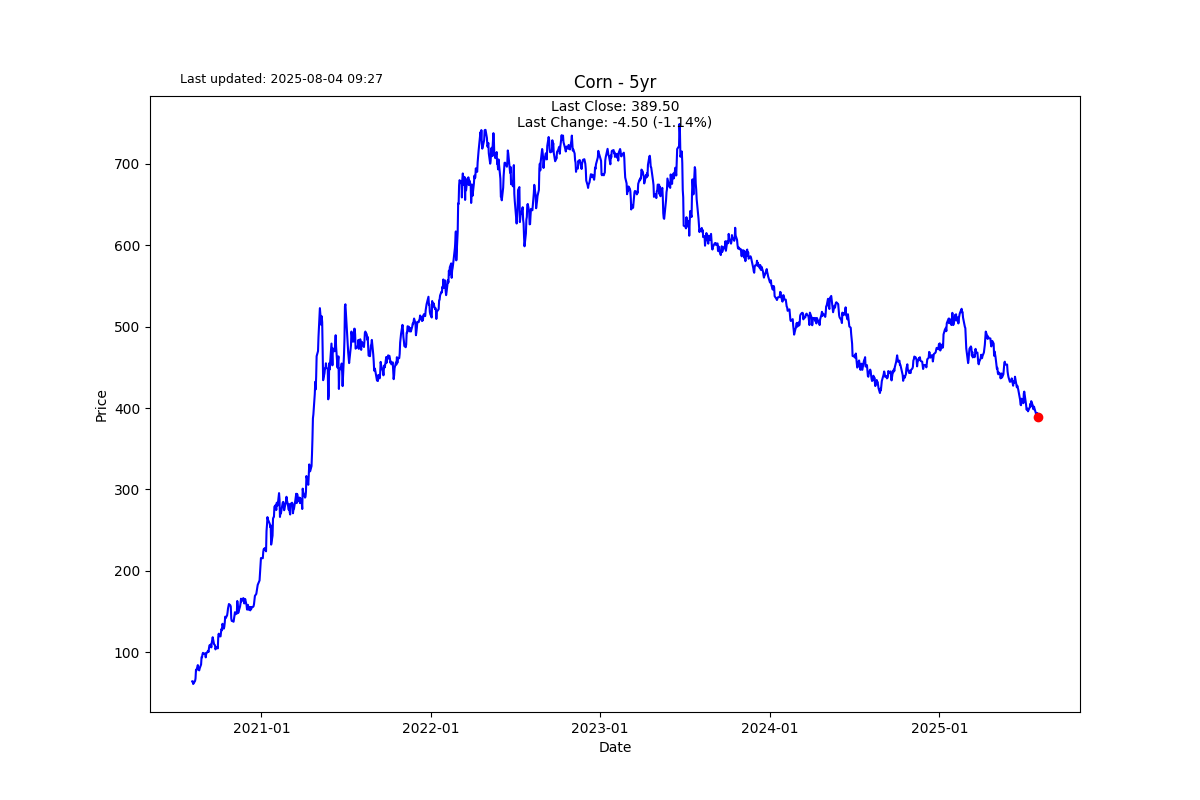 Last updated: 2025-08-04 09:27
Corn - 5yr
Last Close: 389.50
Last Change: -4.50 (-1.14%)
Price
700
600
500
400
300
200
100
2021-01
2022-01
2023-01
2024-01
2025-01
Date